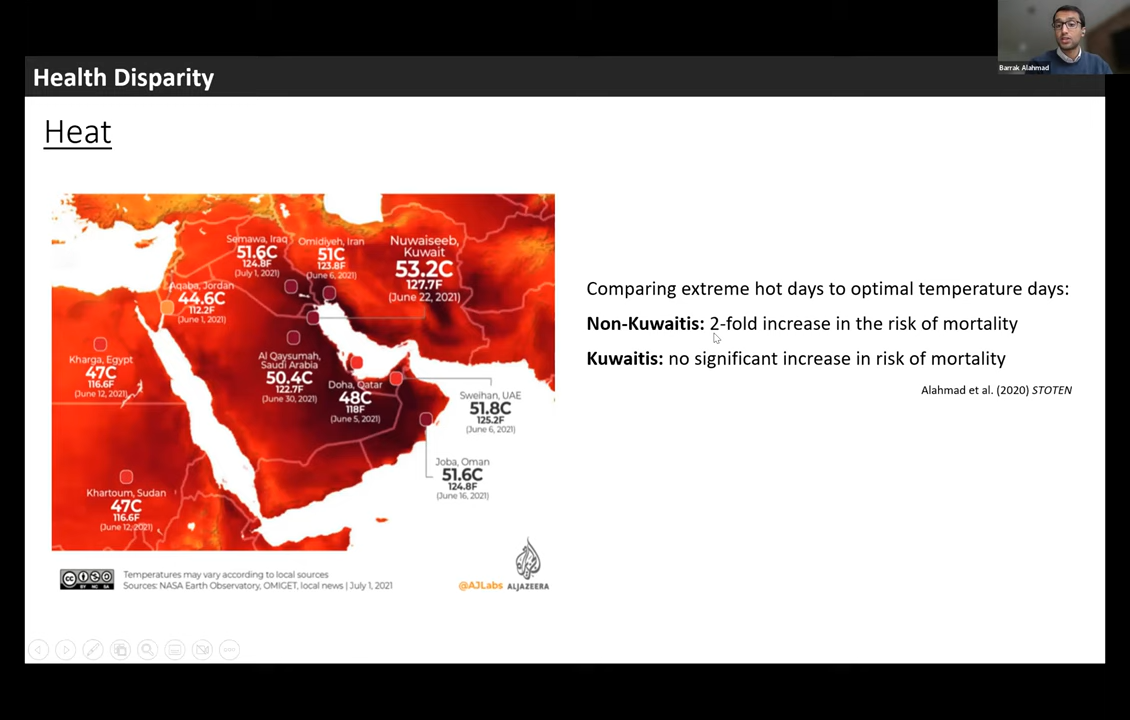 Barrak Alahmad
Health Disparity
Heat
Semawa, Iraq
51.6C
124.8F
(July 1, 2021)
Omidiyeh, Iran
51C
123.8F
(June 6, 2021)
Nuwaiseeb,
Kuwait
53.2C
127.7F
(June 22, 2021)
Aqaba, Jordan
44.6C
112.2F
(June 1, 2021)
Kharga, Egypt
47C
116.6F
(June 12, 2021)
Al Qaysumah,
Saudi Arabia
50.4C
122.7F
(June 30, 2021)
Doha, Qatar
48C
118F
(June 5, 2021)
Sweihan, UAE
51.8C
125.2F
(June 6, 2021)
Joba, Oman
51.6C
124.8F
(June 16, 2021)
Khartoum, Sudan
47C
116.6F
(June 12, 2021)
Comparing extreme hot days to optimal temperature days:
Non-Kuwaitis: 2-fold increase in the risk of mortality
Kuwaitis: no significant increase in risk of mortality
Alahmad et al. (2020) STOTEN
cc
BY NC SA
Temperatures may vary according to local sources
Sources: NASA Earth Observatory, OMIGET, local news | July 1, 2021
@AJLabs ALJAZEERA